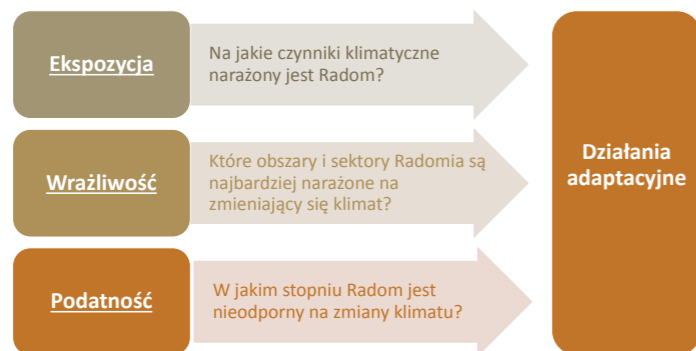 Ekspozycja
Na jakie czynniki klimatyczne
narażony jest Radom?
Wrażliwość
Które obszary i sektory Radomia są
najbardziej narażone na
zmieniający się klimat?
Podatność
W jakim stopniu Radom jest
nieodporny na zmiany klimatu?
Działania
adaptacyjne